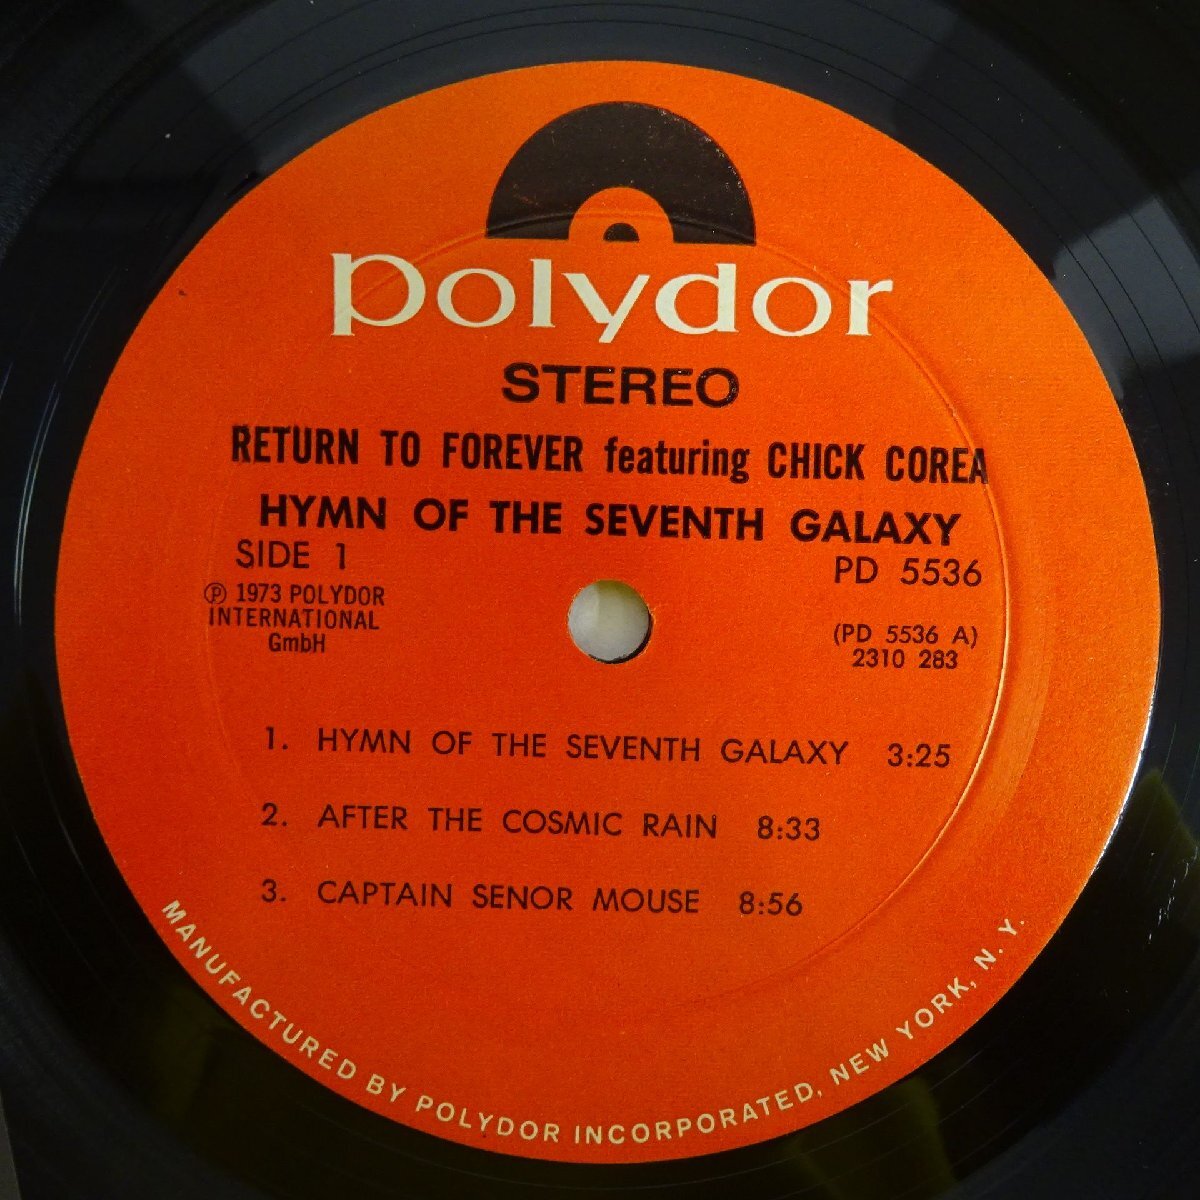 polydor
STEREO
RETURN TO FOREVER featuring CHICK COREA
HYMN OF THE SEVENTH GALAXY
SIDE 1
PD 5536
℗ 1973 POLYDOR
INTERNATIONAL
GmbH
(PD 5536 A)
2310 283
1. HYMN OF THE SEVENTH GALAXY 3:25
2. AFTER THE COSMIC RAIN 8:33
3. CAPTAIN SENOR MOUSE 8:56
MANUFACTURED BY POLYDOR INCORPORATED, NEW YORK, N.Y.